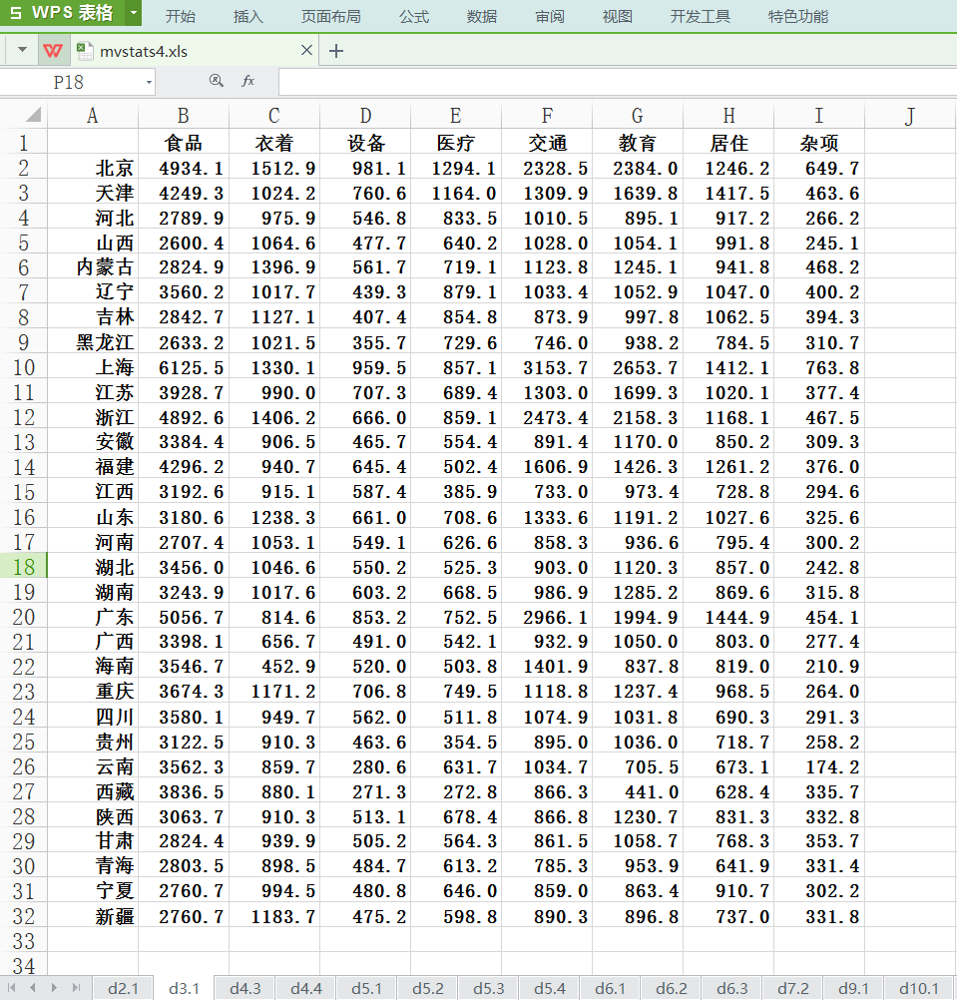 S WPS 表格 开始 插入 页面布局 公式 数据 审阅 视图 开发工具 特色功能
W mvstats4.xls
P18 fx
A B C D E F G H I J
1 食品 衣着 设备 医疗 交通 教育 居住 杂项
2 北京 4934.1 1512.9 981.1 1294.1 2328.5 2384.0 1246.2 649.7
3 天津 4249.3 1024.2 760.6 1164.0 1309.9 1639.8 1417.5 463.6
4 河北 2789.9 975.9 546.8 833.5 1010.5 895.1 917.2 266.2
5 山西 2600.4 1064.6 477.7 640.2 1028.0 1054.1 991.8 245.1
6 内蒙古 2824.9 1396.9 561.7 719.1 1123.8 1245.1 941.8 468.2
7 辽宁 3560.2 1017.7 439.3 879.1 1033.4 1052.9 1047.0 400.2
8 吉林 2842.7 1127.1 407.4 854.8 873.9 997.8 1062.5 394.3
9 黑龙江 2633.2 1021.5 355.7 729.6 746.0 938.2 784.5 310.7
10 上海 6125.5 1330.1 959.5 857.1 3153.7 2653.7 1412.1 763.8
11 江苏 3928.7 990.0 707.3 689.4 1303.0 1699.3 1020.1 377.4
12 浙江 4892.6 1406.2 666.0 859.1 2473.4 2158.3 1168.1 467.5
13 安徽 3384.4 906.5 465.7 554.4 891.4 1170.0 850.2 309.3
14 福建 4296.2 940.7 645.4 502.4 1606.9 1426.3 1261.2 376.0
15 江西 3192.6 915.1 587.4 385.9 733.0 973.4 728.8 294.6
16 山东 3180.6 1238.3 661.0 708.6 1333.6 1191.2 1027.6 325.6
17 河南 2707.4 1053.1 549.1 626.6 858.3 936.6 795.4 300.2
18 湖北 3456.0 1046.6 550.2 525.3 903.0 1120.3 857.0 242.8
19 湖南 3243.9 1017.6 603.2 668.5 986.9 1285.2 869.6 315.8
20 广东 5056.7 814.6 853.2 752.5 2966.1 1994.9 1444.9 454.1
21 广西 3398.1 656.7 491.0 542.1 932.9 1050.0 803.0 277.4
22 海南 3546.7 452.9 520.0 503.8 1401.9 837.8 819.0 210.9
23 重庆 3674.3 1171.2 706.8 749.5 1118.8 1237.4 968.5 264.0
24 四川 3580.1 949.7 562.0 511.8 1074.9 1031.8 690.3 291.3
25 贵州 3122.5 910.3 463.6 354.5 895.0 1036.0 718.7 258.2
26 云南 3562.3 859.7 280.6 631.7 1034.7 705.5 673.1 174.2
27 西藏 3836.5 880.1 271.3 272.8 866.3 441.0 628.4 335.7
28 陕西 3063.7 910.3 513.1 678.4 866.8 1230.7 831.3 332.8
29 甘肃 2824.4 939.9 505.2 564.3 861.5 1058.7 768.3 353.7
30 青海 2803.5 898.5 484.7 613.2 785.3 953.9 641.9 331.4
31 宁夏 2760.7 994.5 480.8 646.0 859.0 863.4 910.7 302.2
32 新疆 2760.7 1183.7 475.2 598.8 890.3 896.8 737.0 331.8
33
34
d2.1 d3.1 d4.3 d4.4 d5.1 d5.2 d5.3 d5.4 d6.1 d6.2 d6.3 d7.2 d9.1 d10.1